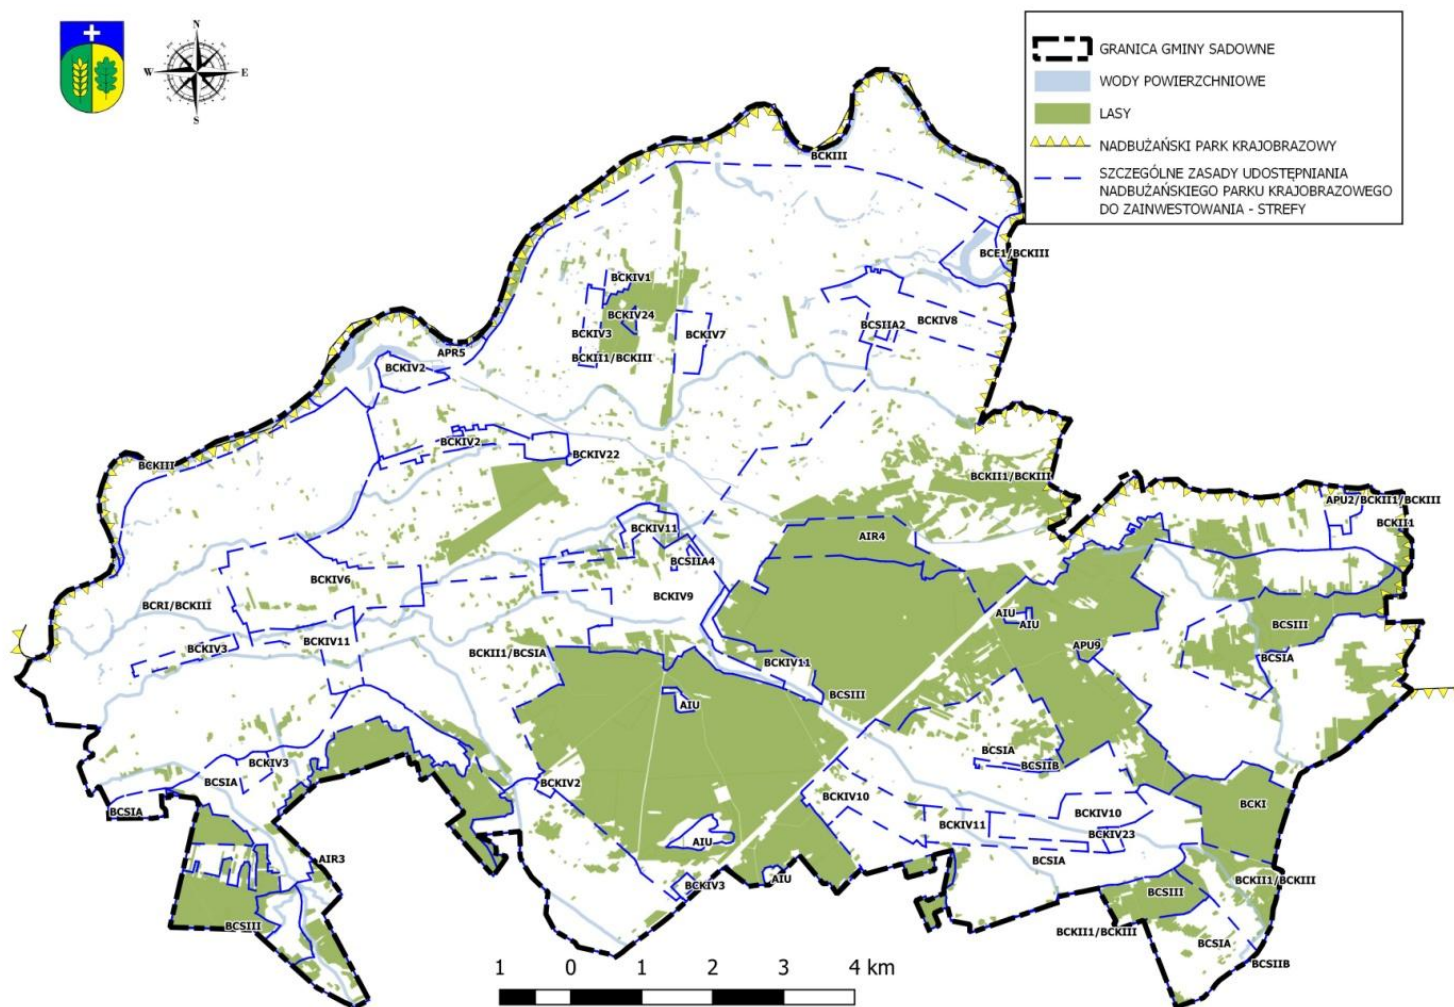 N
W
E
S
GRANICA GMINY SADOWNE
WODY POWIERZCHNIOWE
LASY
NADBUŻAŃSKI PARK KRAJOBRAZOWY
SZCZEGÓLNE ZASADY UDOSTĘPNIANIA
NADBUŻAŃSKIEGO PARKU KRAJOBRAZOWEGO
DO ZAINWESTOWANIA - STREFY
BCKIII
BCE1/BCKIII
BCKIV1
BCKIV24
BCKIV3
BCKIV7
BCSIIA2
BCKIV8
BCKII1/BCKIII
APR5
BCKIV2
BCKIV2
BCKIV22
BCKIII
BCKII1/BCKIII
APU2/BCKII1/BCKIII
BCKII1
BCKIV11
AIR4
BCSIIA4
BCKIV6
BCKIV9
BCRI/BCKIII
AIU
AIU
BCSIII
BCKIV3
BCKIV11
BCKII1/BCSIA
BCKIV11
APU9
BCSIA
BCSIII
AIU
BCSIA
BCSIIB
BCKIV3
BCSIA
BCKIV2
BCKIV10
BCSIA
BCKI
BCKIV10
BCKIV11
BCKIV23
AIU
BCSIA
AIR3
BCKIV3
AIU
BCKII1/BCKIII
BCSIII
BCSIII
BCKII1/BCKIII
BCSIA
BCSIIB
1 0 1 2 3 4 km